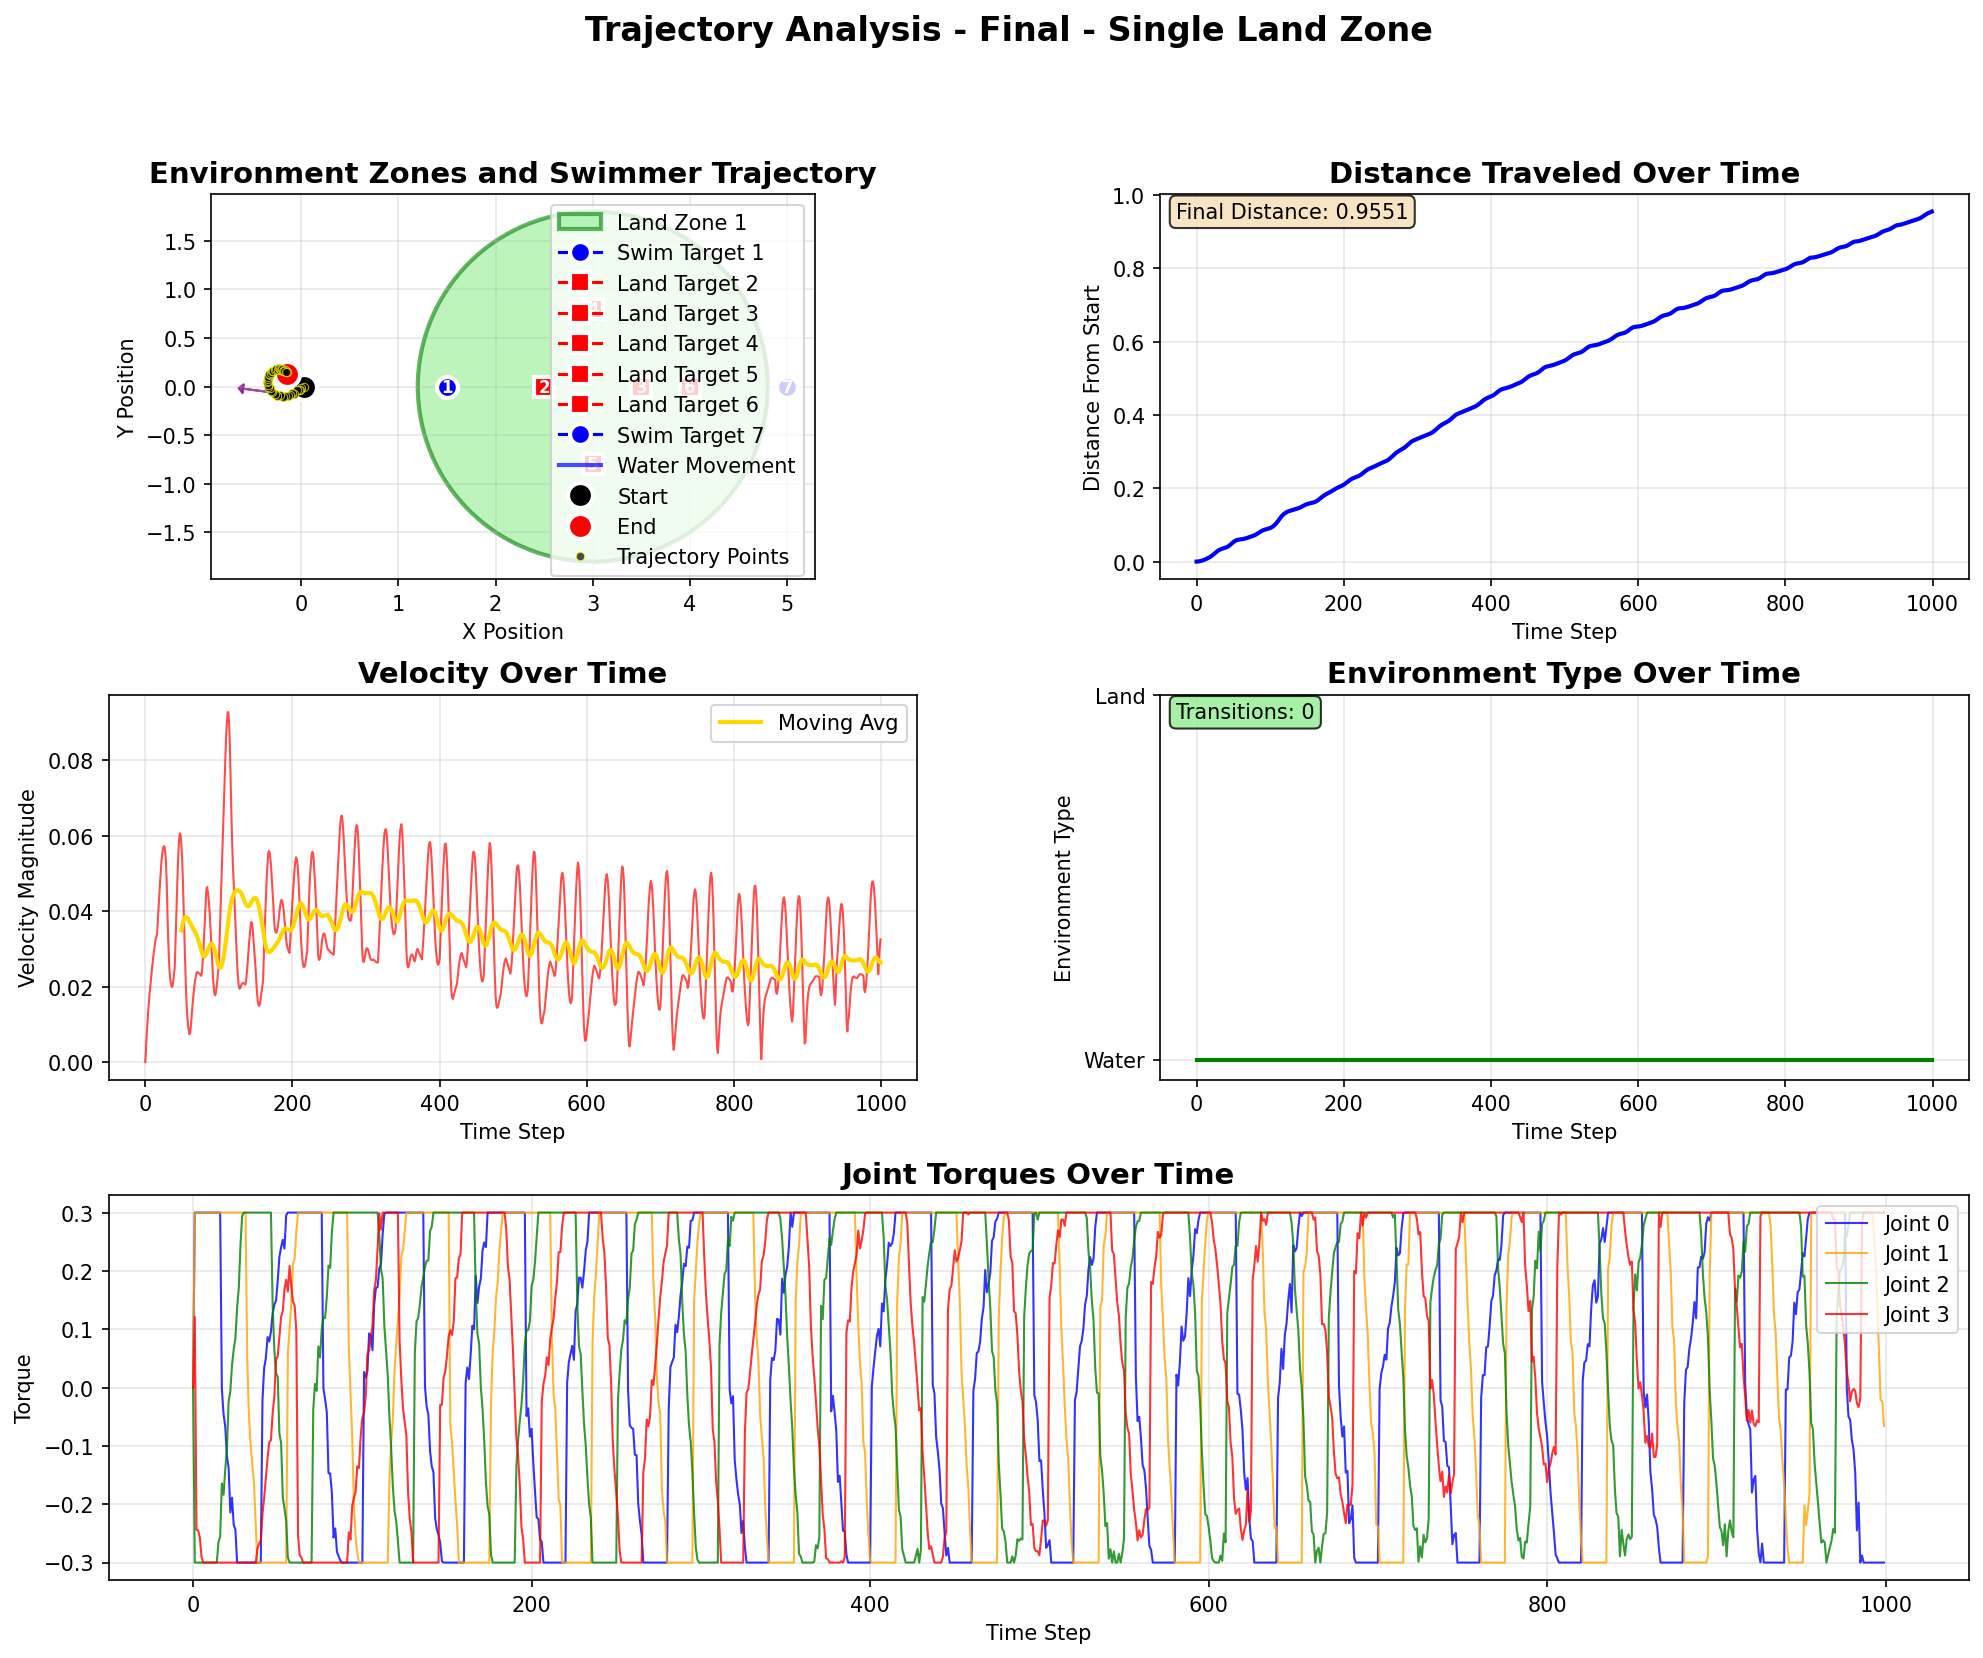 Trajectory Analysis - Final - Single Land Zone
Environment Zones and Swimmer Trajectory
Y Position
1.5
1.0
0.5
0.0
−0.5
−1.0
−1.5
0
1
2
3
4
5
X Position
1
2
3
4
5
6
7
Land Zone 1
Swim Target 1
Land Target 2
Land Target 3
Land Target 4
Land Target 5
Land Target 6
Swim Target 7
Water Movement
Start
End
Trajectory Points
Distance Traveled Over Time
Final Distance: 0.9551
Distance From Start
1.0
0.8
0.6
0.4
0.2
0.0
0
200
400
600
800
1000
Time Step
Velocity Over Time
Moving Avg
Velocity Magnitude
0.08
0.06
0.04
0.02
0.00
0
200
400
600
800
1000
Time Step
Environment Type Over Time
Transitions: 0
Environment Type
Land
Water
0
200
400
600
800
1000
Time Step
Joint Torques Over Time
Torque
0.3
0.2
0.1
0.0
−0.1
−0.2
−0.3
0
200
400
600
800
1000
Time Step
Joint 0
Joint 1
Joint 2
Joint 3